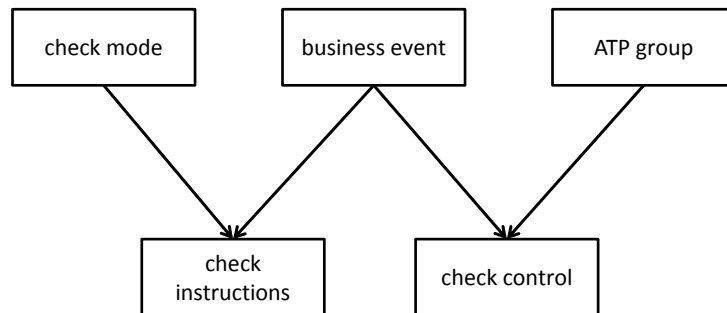 check mode
business event
ATP group
check
instructions
check control